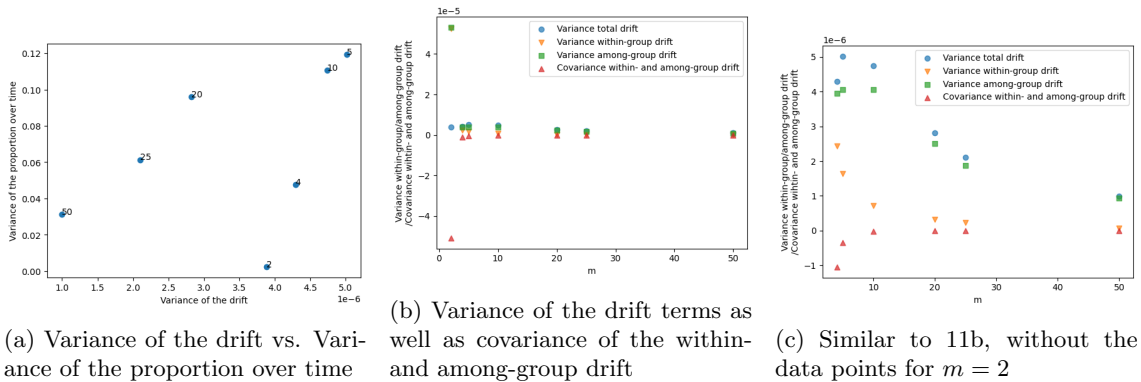 Variance of the proportion over time
0.12
0.10
0.08
0.06
0.04
0.02
0.00
5
10
20
25
4
50
2
1.0 1.5 2.0 2.5 3.0 3.5 4.0 4.5 5.0
1e−6
Variance of the drift
(a) Variance of the drift vs. Vari-
ance of the proportion over time
1e−5
Variance within-group/among-group drift
/Covariance wihtin- and among-group drift
4
2
0
−2
−4
Variance total drift
Variance within-group drift
Variance among-group drift
Covariance within- and among-group drift
0 10 20 30 40 50
m
(b) Variance of the drift terms as
well as covariance of the within-
and among-group drift
1e−6
Variance within-group/among-group drift
/Covariance wihtin- and among-group drift
5
4
3
2
1
0
−1
Variance total drift
Variance within-group drift
Variance among-group drift
Covariance within- and among-group drift
10 20 30 40 50
m
(c) Similar to 11b, without the
data points for m = 2